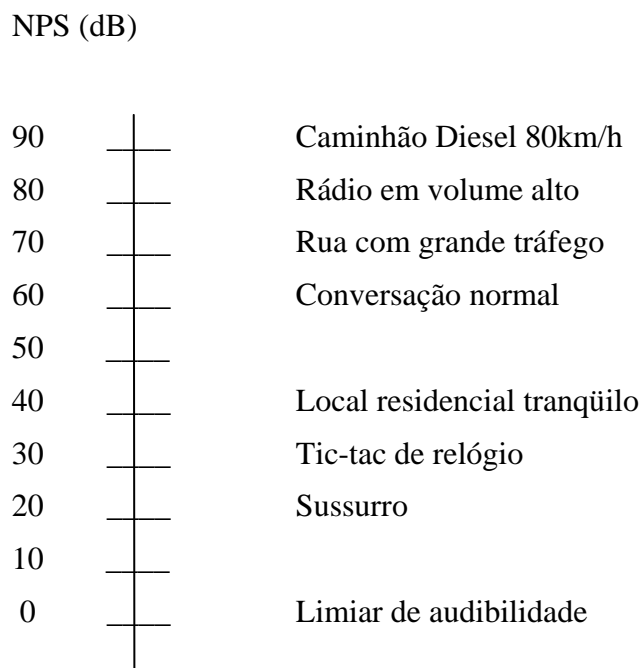 NPS (dB)
90 Caminhão Diesel 80km/h
80 Rádio em volume alto
70 Rua com grande tráfego
60 Conversação normal
50
40 Local residencial tranqüilo
30 Tic-tac de relógio
20 Sussurro
10
0 Limiar de audibilidade